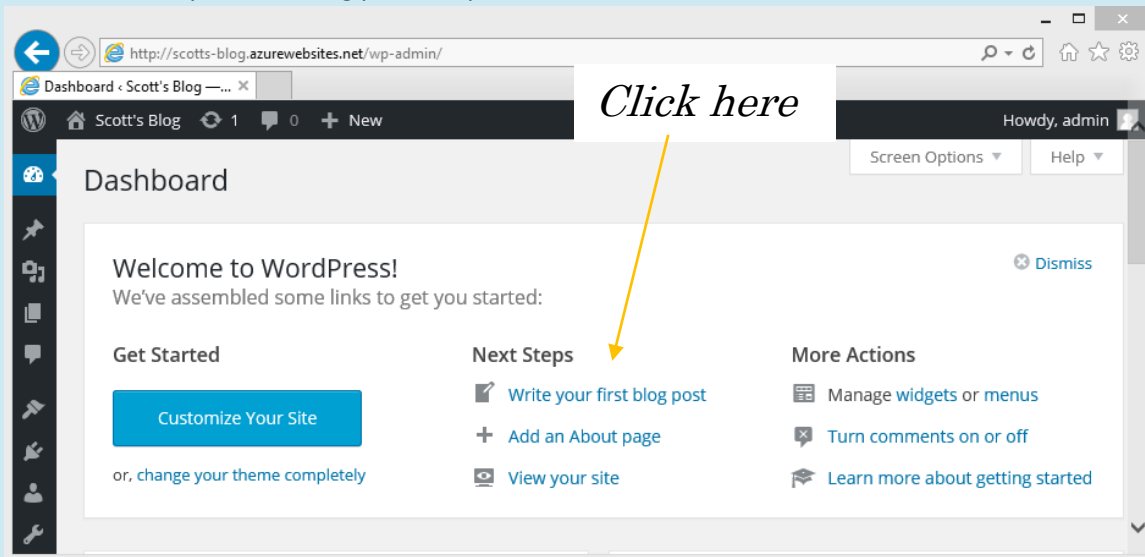 http://scotts-blog.azurewebsites.net/wp-admin/
Dashboard ‹ Scott's Blog —...
Click here
Scott's Blog 1 0 + New Howdy, admin
Screen Options Help
Dashboard
Welcome to WordPress!
Dismiss
We've assembled some links to get you started:
Get Started
Customize Your Site
or, change your theme completely
Next Steps
Write your first blog post
Add an About page
View your site
More Actions
Manage widgets or menus
Turn comments on or off
Learn more about getting started